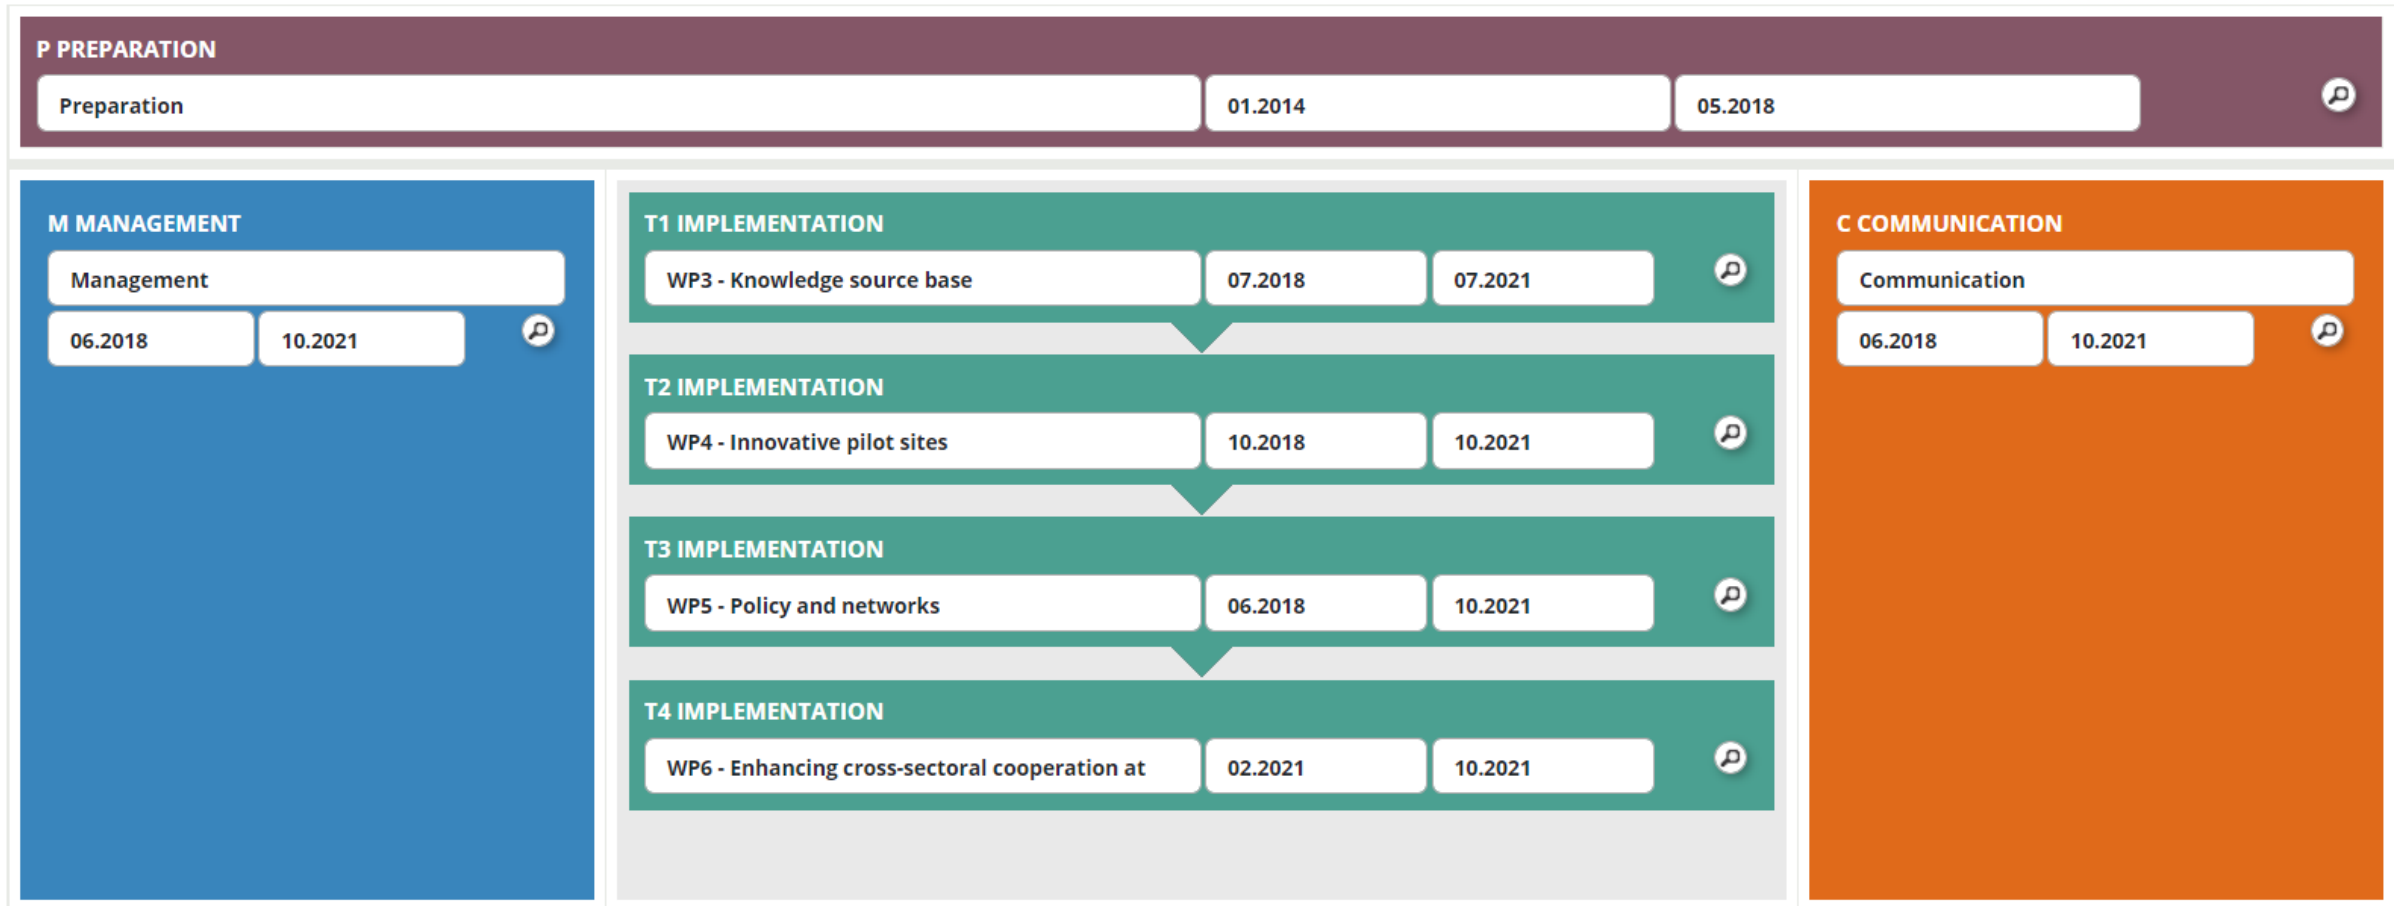 P PREPARATION
Preparation 01.2014 05.2018
M MANAGEMENT
Management
06.2018 10.2021
T1 IMPLEMENTATION
WP3 - Knowledge source base 07.2018 07.2021
T2 IMPLEMENTATION
WP4 - Innovative pilot sites 10.2018 10.2021
T3 IMPLEMENTATION
WP5 - Policy and networks 06.2018 10.2021
T4 IMPLEMENTATION
WP6 - Enhancing cross-sectoral cooperation at 02.2021 10.2021
C COMMUNICATION
Communication
06.2018 10.2021